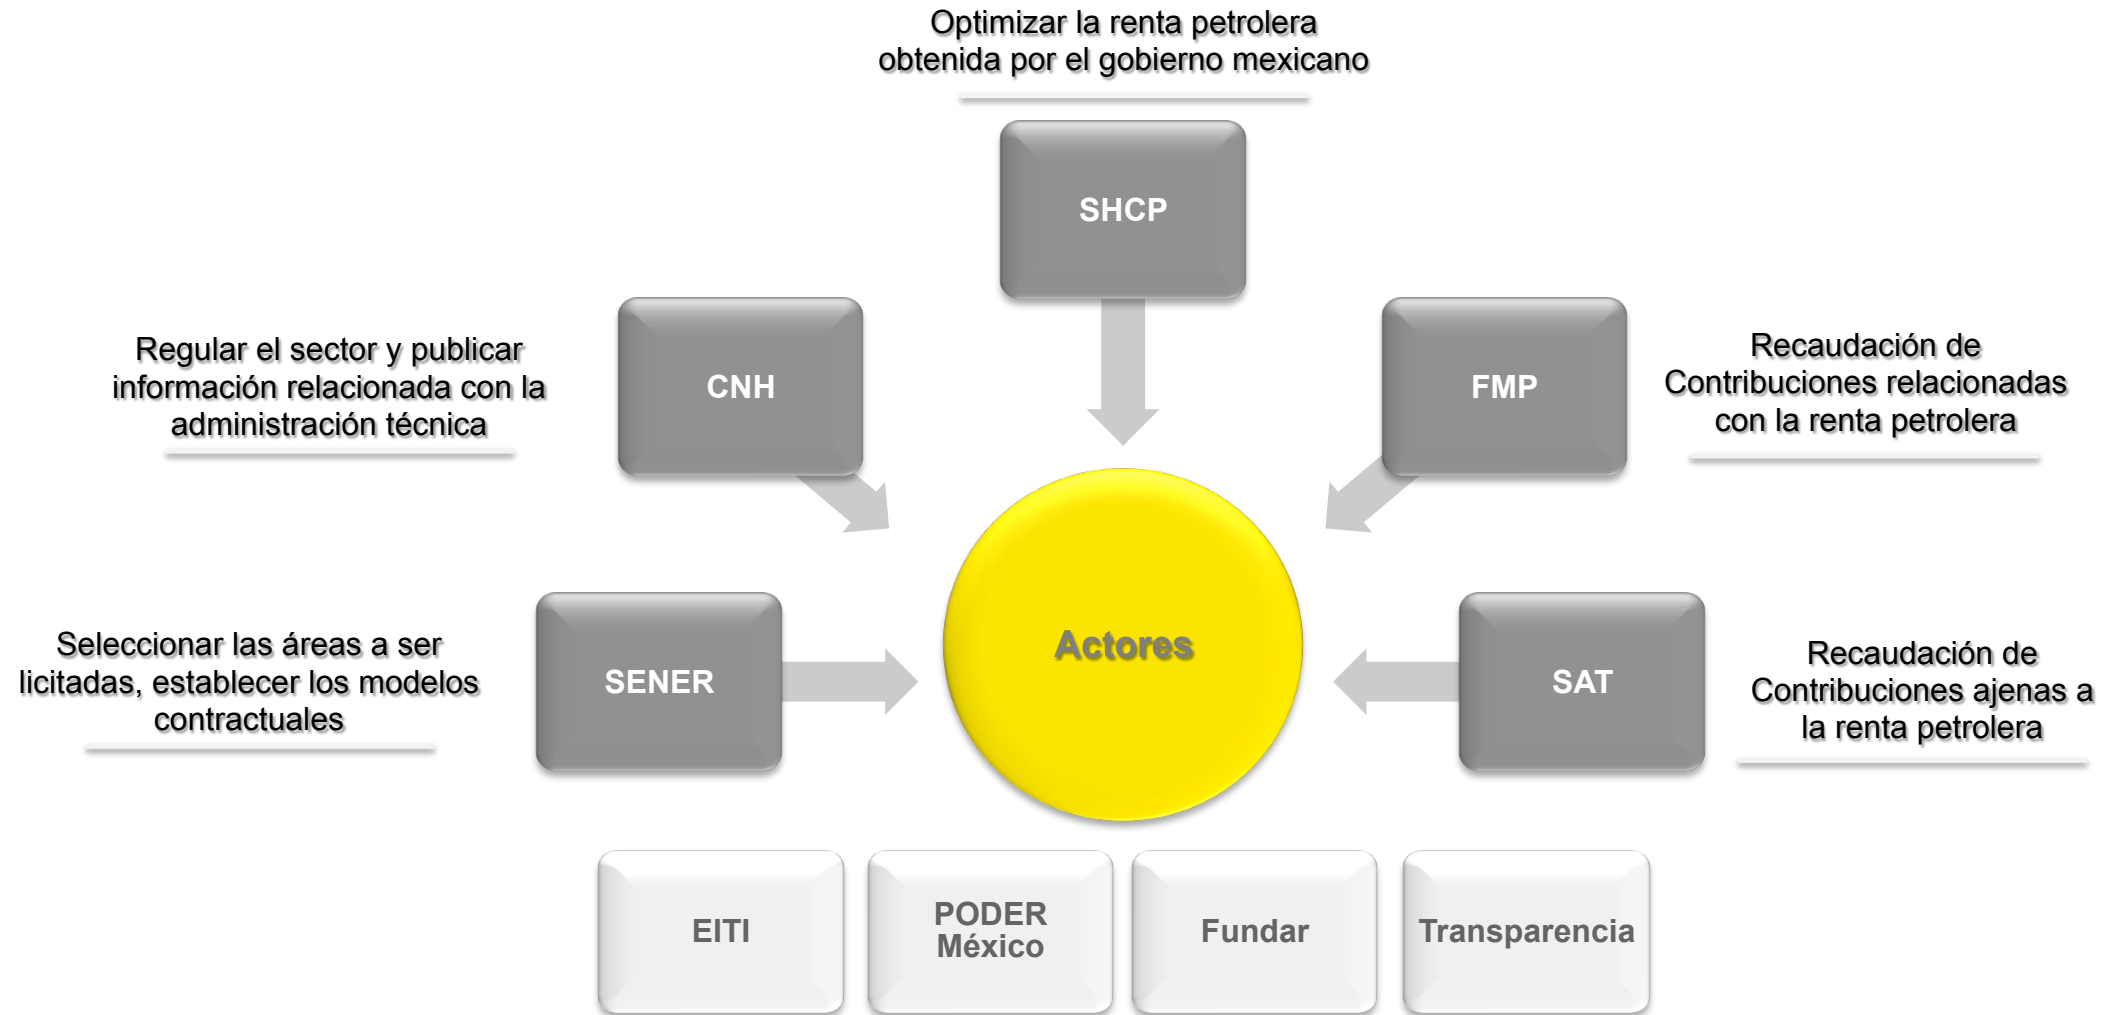 Optimizar la renta petrolera
obtenida por el gobierno mexicano
SHCP
Regular el sector y publicar
información relacionada con la
administración técnica
CNH
FMP
Recaudación de
Contribuciones relacionadas
con la renta petrolera
Seleccionar las áreas a ser
licitadas, establecer los modelos
contractuales
SENER
Actores
SAT
Recaudación de
Contribuciones ajenas a
la renta petrolera
EITI
PODER
México
Fundar
Transparencia